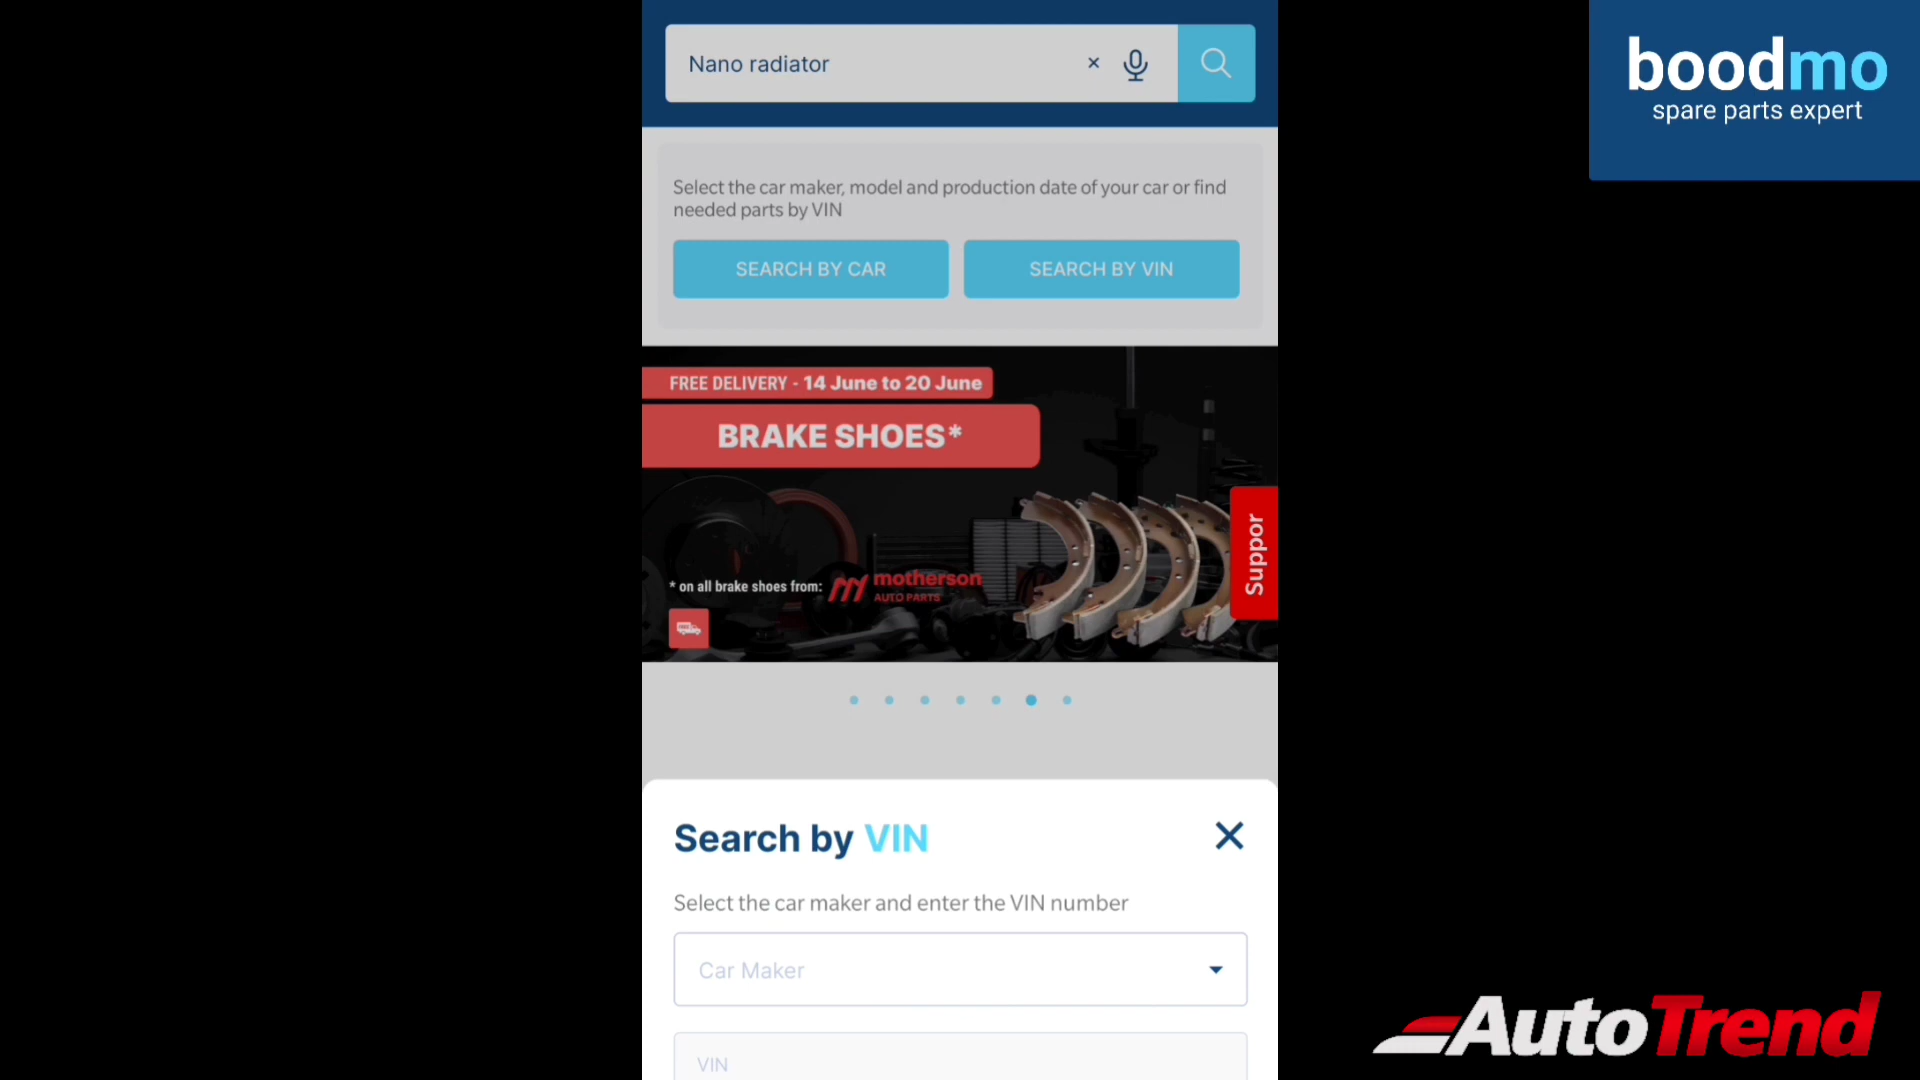 Nano radiator
boodmo
spare parts expert
Select the car maker, model and production date of your car or find
needed parts by VIN
SEARCH BY CAR
SEARCH BY VIN
FREE DELIVERY - 14 June to 20 June
BRAKE SHOES*
Suppor
* on all brake shoes from: motherson
AUTO PARTS
Search by VIN
Select the car maker and enter the VIN number
Car Maker
VIN
AutoTrend